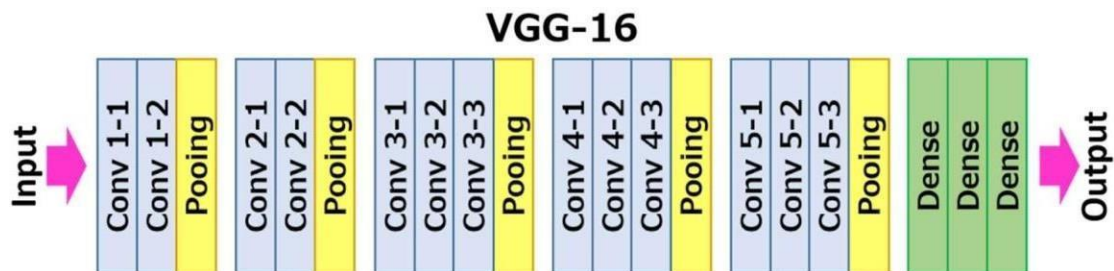 VGG-16
Input
Conv 1-1
Conv 1-2
Pooing
Conv 2-1
Conv 2-2
Pooing
Conv 3-1
Conv 3-2
Conv 3-3
Pooing
Conv 4-1
Conv 4-2
Conv 4-3
Pooing
Conv 5-1
Conv 5-2
Conv 5-3
Pooing
Dense
Dense
Dense
Output